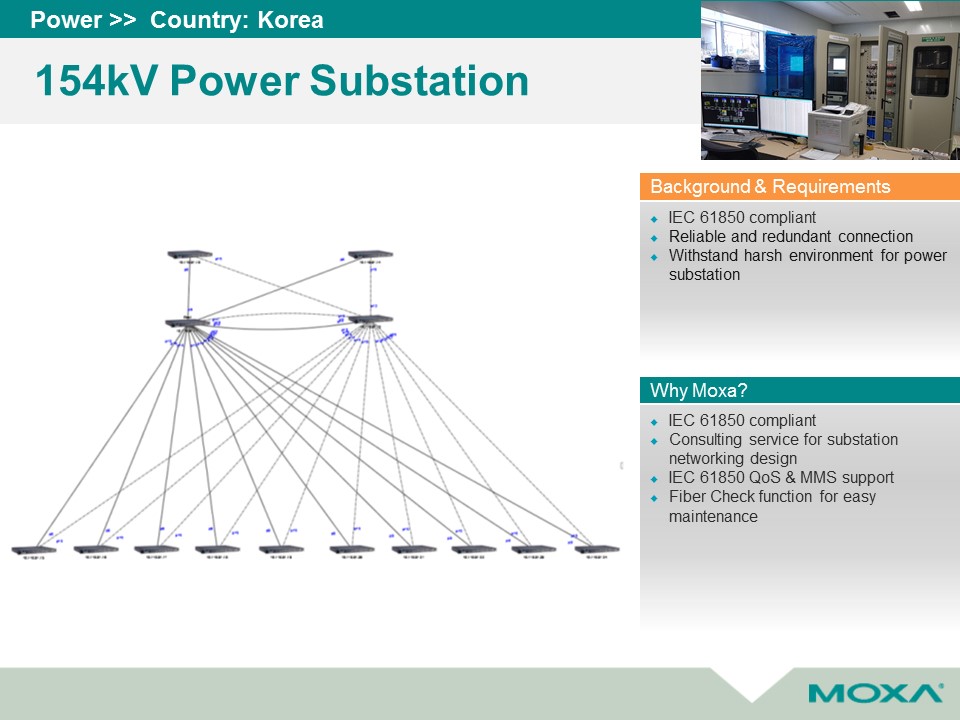 Power >> Country: Korea
154kV Power Substation
Background & Requirements
IEC 61850 compliant
Reliable and redundant connection
Withstand harsh environment for power
substation
Why Moxa?
IEC 61850 compliant
Consulting service for substation
networking design
IEC 61850 QoS & MMS support
Fiber Check function for easy
maintenance
MOXA®